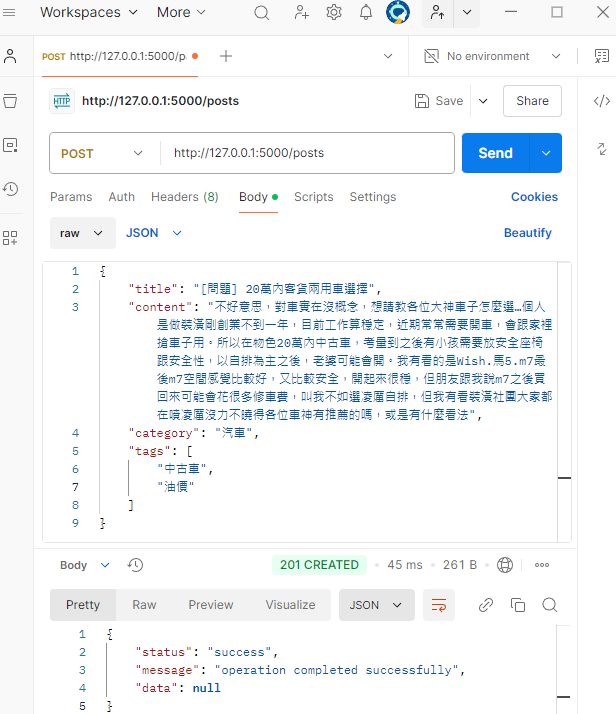 Workspaces More
POST http://127.0.0.1:5000/p No environment
HTTP http://127.0.0.1:5000/posts Save Share
POST http://127.0.0.1:5000/posts Send
Params Auth Headers (8) Body Scripts Settings Cookies
raw JSON Beautify
1 {
2 "title": "[問題] 20萬內客貨兩用車選擇",
3 "content": "不好意思，對車實在沒概念，想請教各位大神車子怎麼選…個人
是做裝潢剛創業不到一年，目前工作算穩定，近期常常需要開車，會跟家裡
搶車子用。所以在物色20萬內中古車，考量到之後有小孩需要放安全座椅
跟安全性，以自排為主之後，老婆可能會開。我有看的是Wish.馬5.m7最
後m7空間感覺比較好，又比較安全，開起來很穩，但朋友跟我說m7之後買
回來可能會花很多修車費，叫我不如選凌厲自排，但我有看裝潢社團大家都
在噴凌厲沒力不曉得各位車神有推薦的嗎，或是有什麼看法",
4 "category": "汽車",
5 "tags": [
6 "中古車",
7 "油價"
8 ]
9 }
Body 201 CREATED 45 ms 261 B
Pretty Raw Preview Visualize JSON
1 {
2 "status": "success",
3 "message": "operation completed successfully",
4 "data": null
5 }